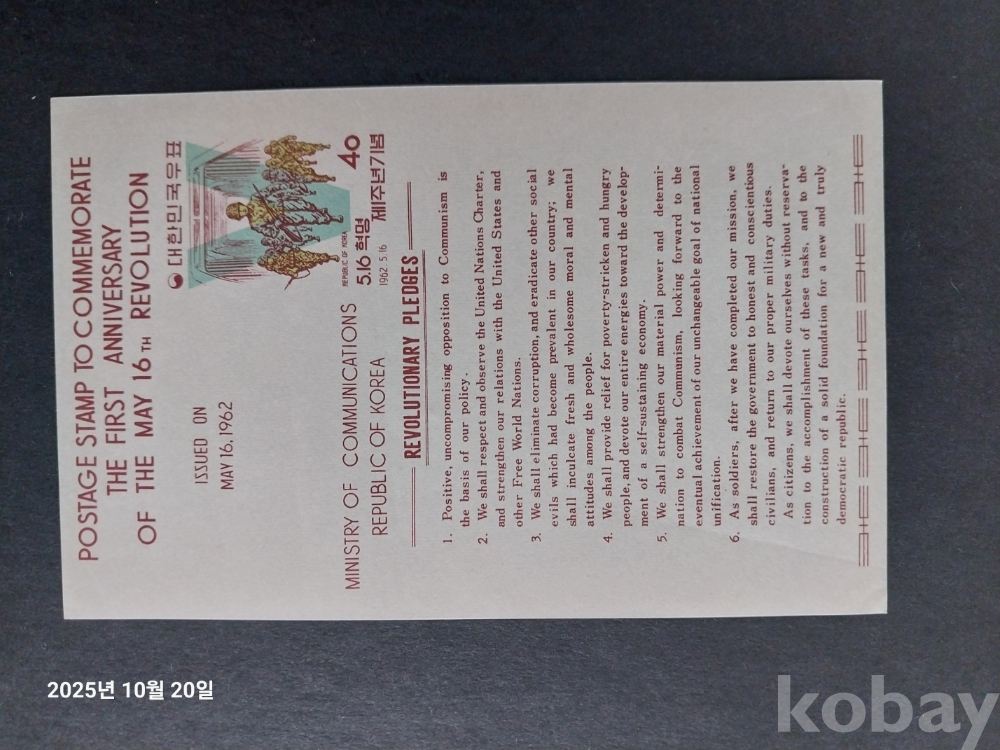 POSTAGE STAMP TO COMMEMORATE
THE FIRST ANNIVERSARY
OF THE MAY 16TH REVOLUTION
대한민국우표
ISSUED ON
MAY 16, 1962
REPUBLIC OF KOREA
40
5.16 혁명
제1주년기념
1962. 5. 16
MINISTRY OF COMMUNICATIONS
REPUBLIC OF KOREA
REVOLUTIONARY PLEDGES
1. Positive, uncompromising opposition to Communism is
the basis of our policy.
2. We shall respect and observe the United Nations Charter,
and strengthen our relations with the United States and
other Free World Nations.
3. We shall eliminate corruption, and eradicate other social
evils which had become prevalent in our country; we
shall inculcate fresh and wholesome moral and mental
attitudes among the people.
4. We shall provide relief for poverty-stricken and hungry
people, and devote our entire energies toward the develop-
ment of a self-sustaining economy.
5. We shall strengthen our material power and determi-
nation to combat Communism, looking forward to the
eventual achievement of our unchangeable goal of national
unification.
6. As soldiers, after we have completed our mission, we
shall restore the government to honest and conscientious
civilians, and return to our proper military duties.
As citizens, we shall devote ourselves without reserva-
tion to the accomplishment of these tasks, and to the
construction of a solid foundation for a new and truly
democratic republic.
2025년 10월 20일
kobay